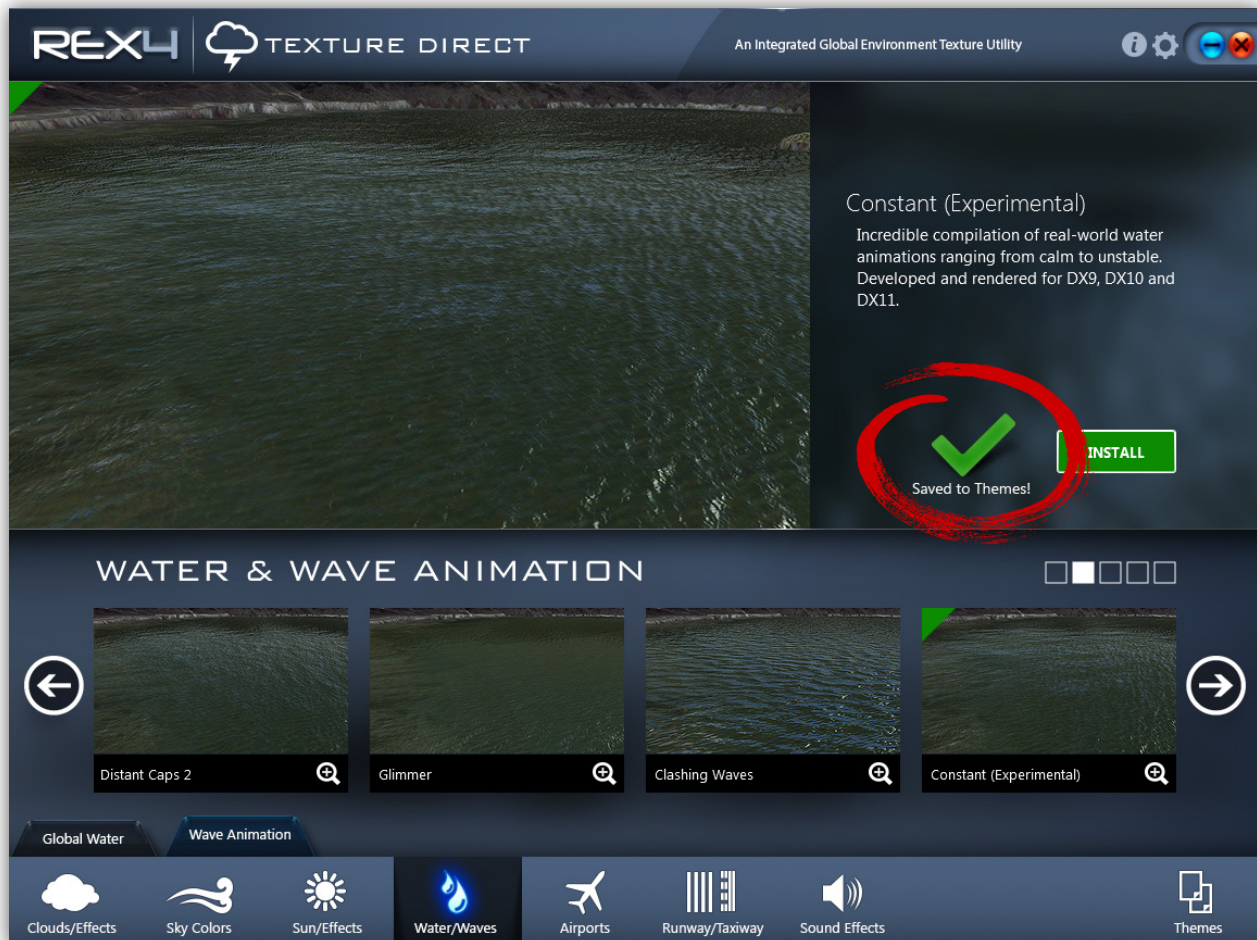 REX4 TEXTURE DIRECT
An Integrated Global Environment Texture Utility
Constant (Experimental)
Incredible compilation of real-world water
animations ranging from calm to unstable.
Developed and rendered for DX9, DX10 and
DX11.
INSTALL
Saved to Themes!
WATER & WAVE ANIMATION
Distant Caps 2
Glimmer
Clashing Waves
Constant (Experimental)
Global Water
Wave Animation
Clouds/Effects
Sky Colors
Sun/Effects
Water/Waves
Airports
Runway/Taxiway
Sound Effects
Themes